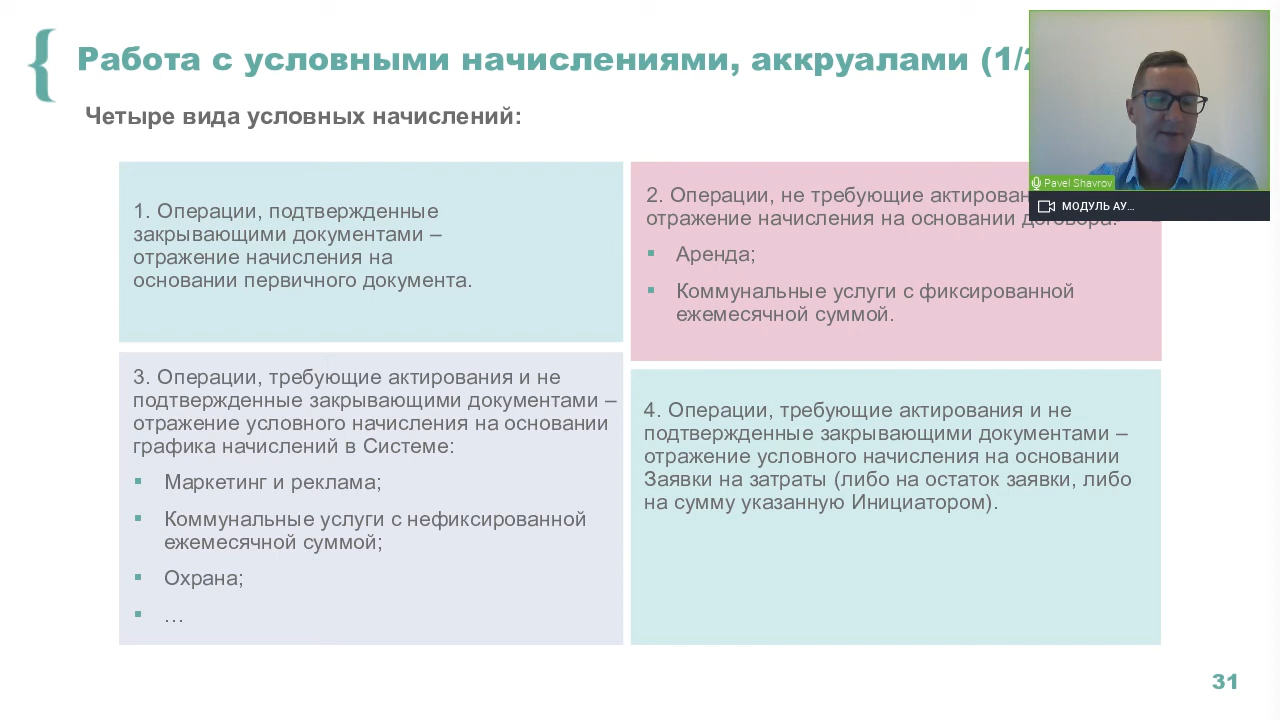 Работа с условными начислениями, аккруалами (1/2
Четыре вида условных начислений:
1. Операции, подтвержденные
закрывающими документами –
отражение начисления на
основании первичного документа.
2. Операции, не требующие
отражение начисления на основании договора:
Аренда;
Коммунальные услуги с фиксированной
ежемесячной суммой.
3. Операции, требующие актирования и не
подтвержденные закрывающими документами –
отражение условного начисления на основании
графика начислений в Системе:
Маркетинг и реклама;
Коммунальные услуги с нефиксированной
ежемесячной суммой;
Охрана;
…
4. Операции, требующие актирования и не
подтвержденные закрывающими документами –
отражение условного начисления на основании
Заявки на затраты (либо на остаток заявки, либо
на сумму указанную Инициатором).
Pavel Shavrov
МОДУЛЬ АУ...
31